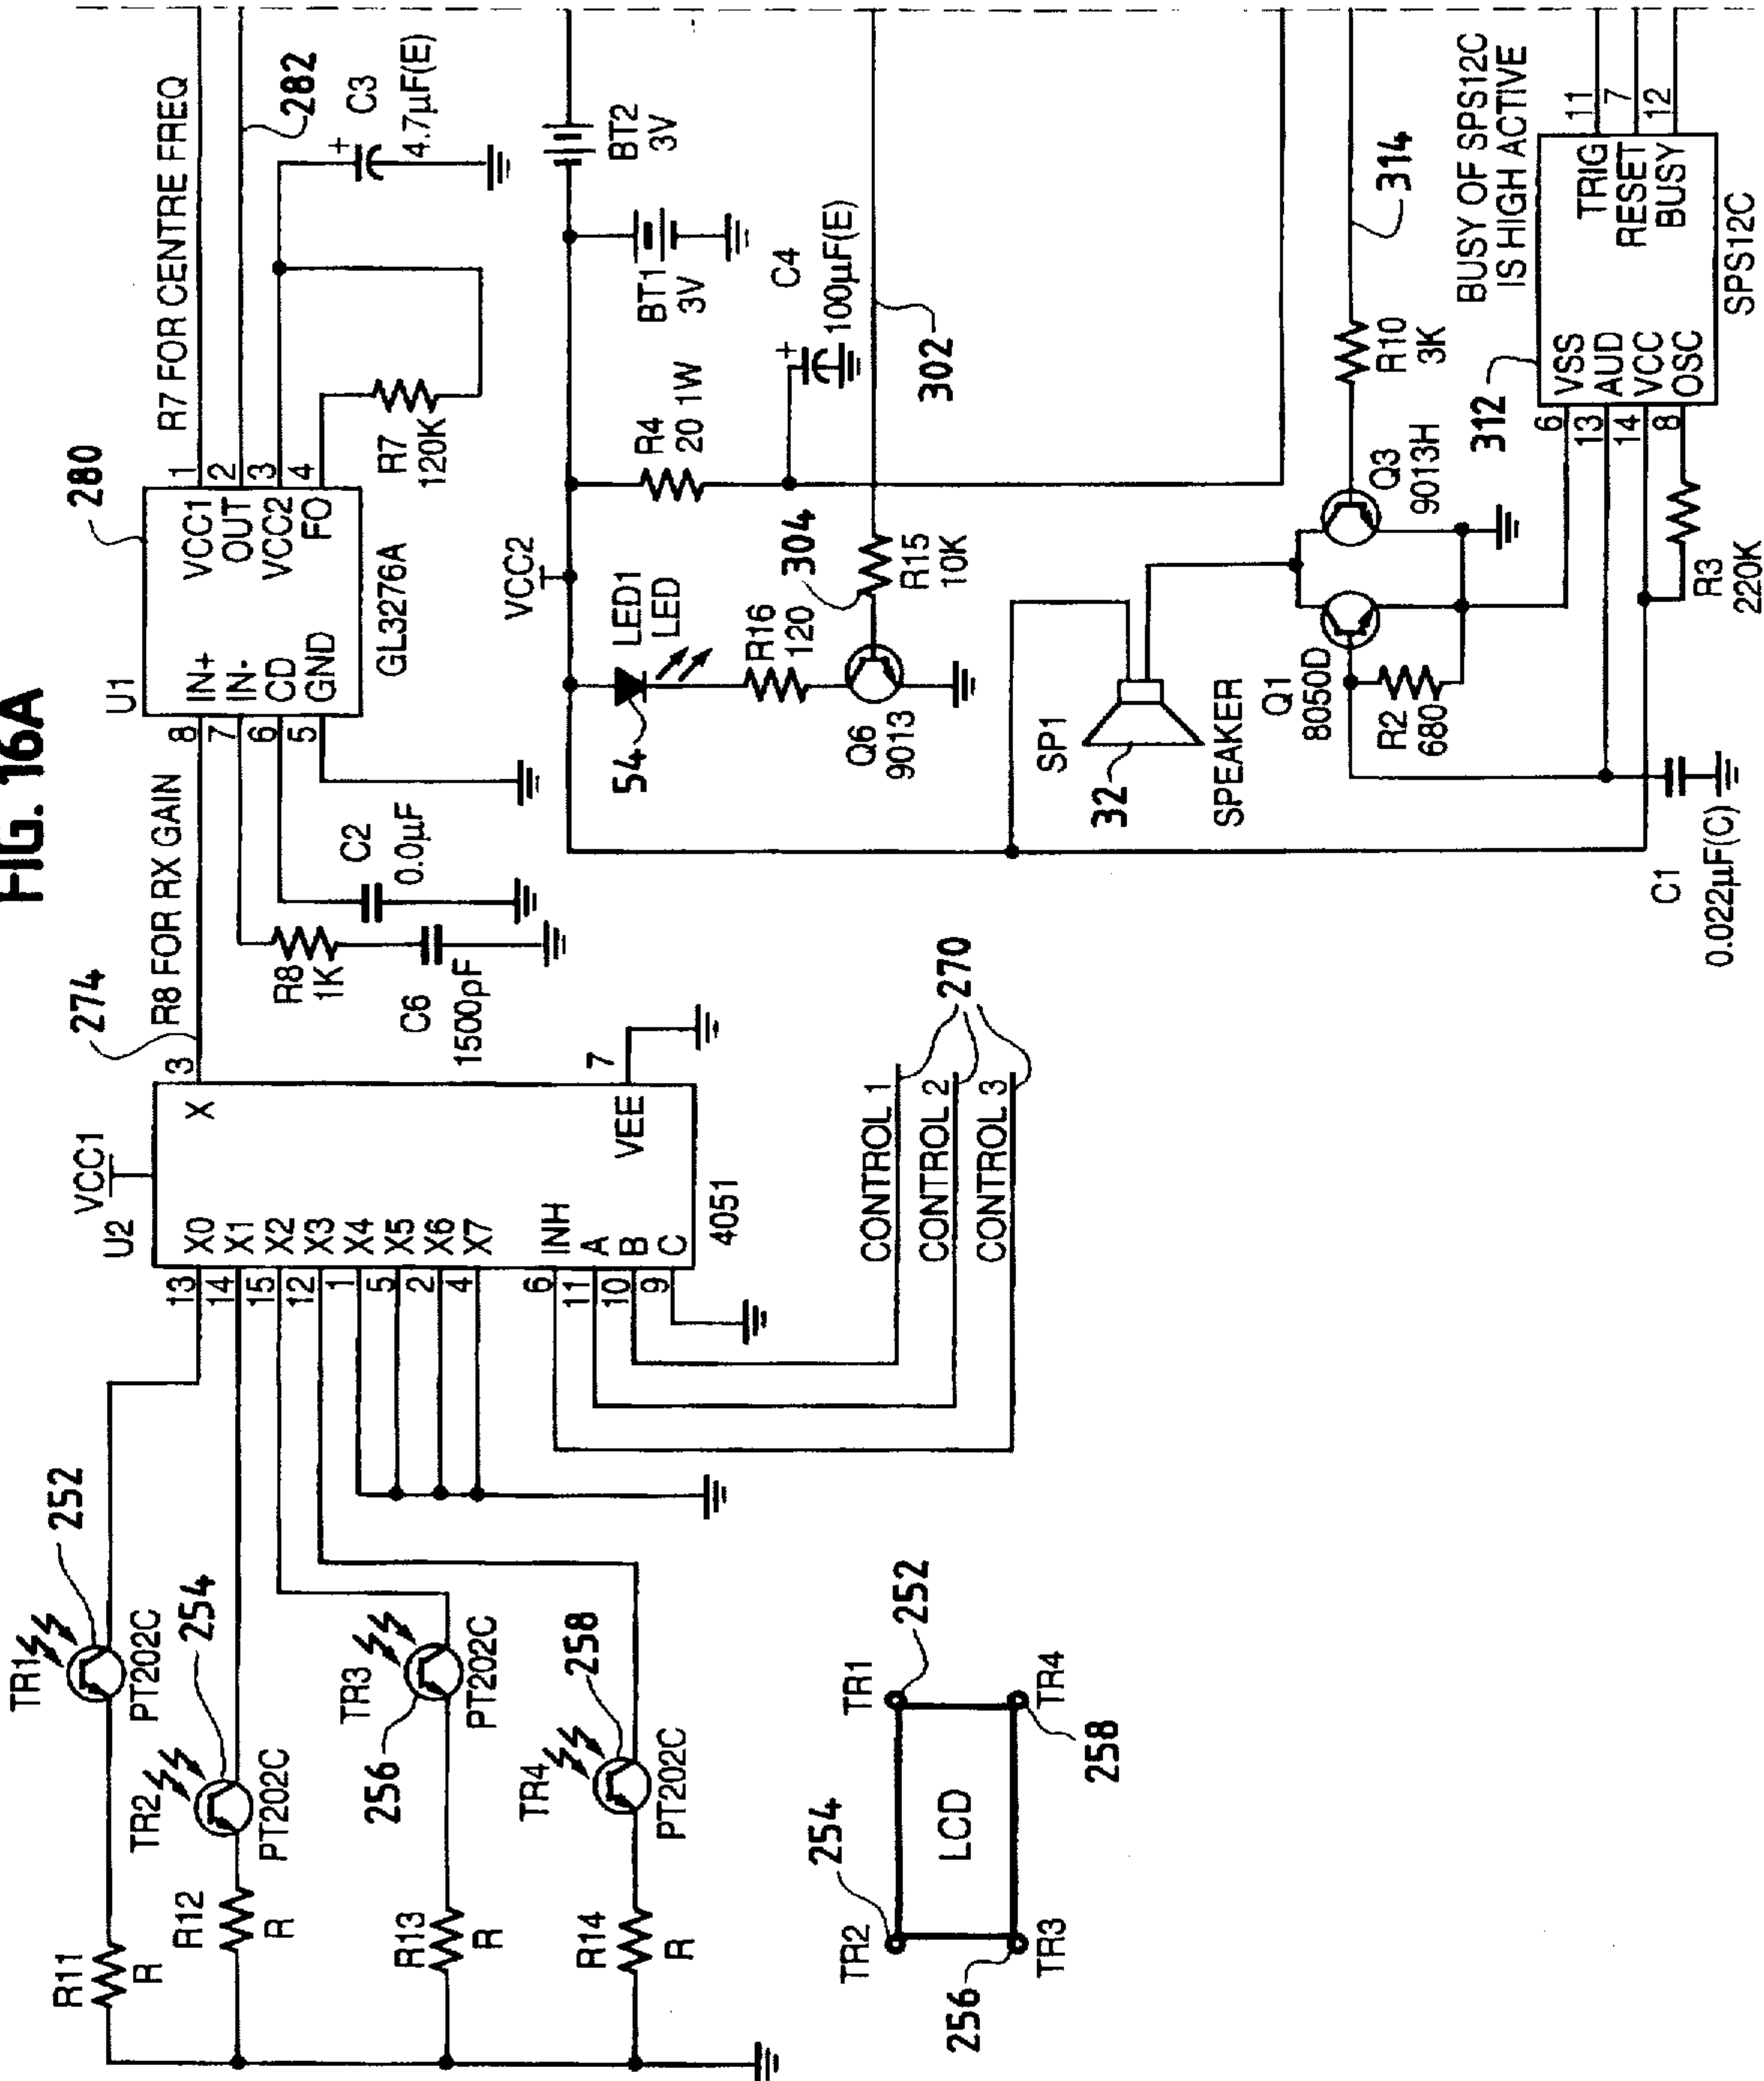 FIG. 16A
TR1
252
PT202C
R11
R
TR2
254
PT202C
R12
R
TR3
256
PT202C
R13
R
TR4
258
PT202C
R14
R
VCC1
U2
13 X0
14 X1
15 X2
12 X3
1 X4
5 X5
2 X6
4 X7
6 INH
11 A
10 B
9 C
X 3
VEE 7
4051
274
R8 FOR RX GAIN
CONTROL 1
CONTROL 2
CONTROL 3
270
R8
1K
C6
1500pF
C2
0.0µF
U1
280
8 IN+
7 IN-
6 CD
5 GND
VCC1 1
OUT 2
VCC2 3
FO 4
GL3276A
R7 FOR CENTRE FREQ
282
R7
120K
C3
+
4.7µF(E)
VCC2
LED1
LED
54
R16
120
Q6
9013
304
R15
10K
302
R4
20 1W
C4
+
100µF(E)
BT1
3V
BT2
3V
SP1
32
SPEAKER
Q1
8050D
R2
680
Q3
9013H
R10
3K
314
C1
0.022µF(C)
R3
220K
312
6 VSS
13 AUD
14 VCC
8 OSC
TRIG 11
RESET 7
BUSY 12
SPS12C
BUSY OF SPS12C
IS HIGH ACTIVE
254
TR2
TR1
252
LCD
256
TR3
TR4
258